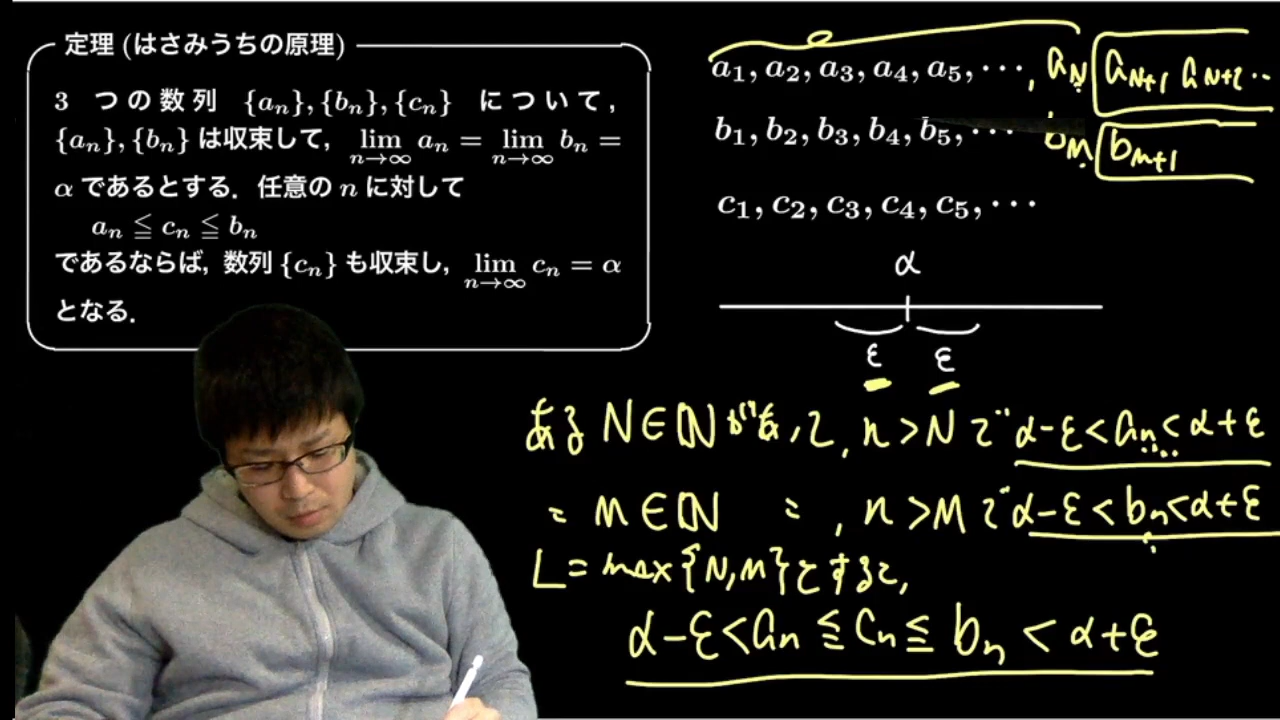 定理 (はさみうちの原理)
3 つの数列 {aₙ}, {bₙ}, {cₙ} について,
{aₙ}, {bₙ} は収束して, lim_{n→∞} aₙ = lim_{n→∞} bₙ =
α であるとする. 任意の n に対して
aₙ ≦ cₙ ≦ bₙ
であるならば, 数列 {cₙ} も収束し, lim_{n→∞} cₙ = α
となる.
a₁, a₂, a₃, a₄, a₅, ⋯, a_N a_{N+1} a_{N+2} ⋯
b₁, b₂, b₃, b₄, b₅, ⋯ b_M b_{M+1}
c₁, c₂, c₃, c₄, c₅, ⋯
α
ε ε
ある N∈ℕ があって, n>N で α-ε<aₙ<α+ε
〃 M∈ℕ 〃, n>M で α-ε<bₙ<α+ε
L=max{N,M}とすると,
α-ε<aₙ≦cₙ≦bₙ<α+ε